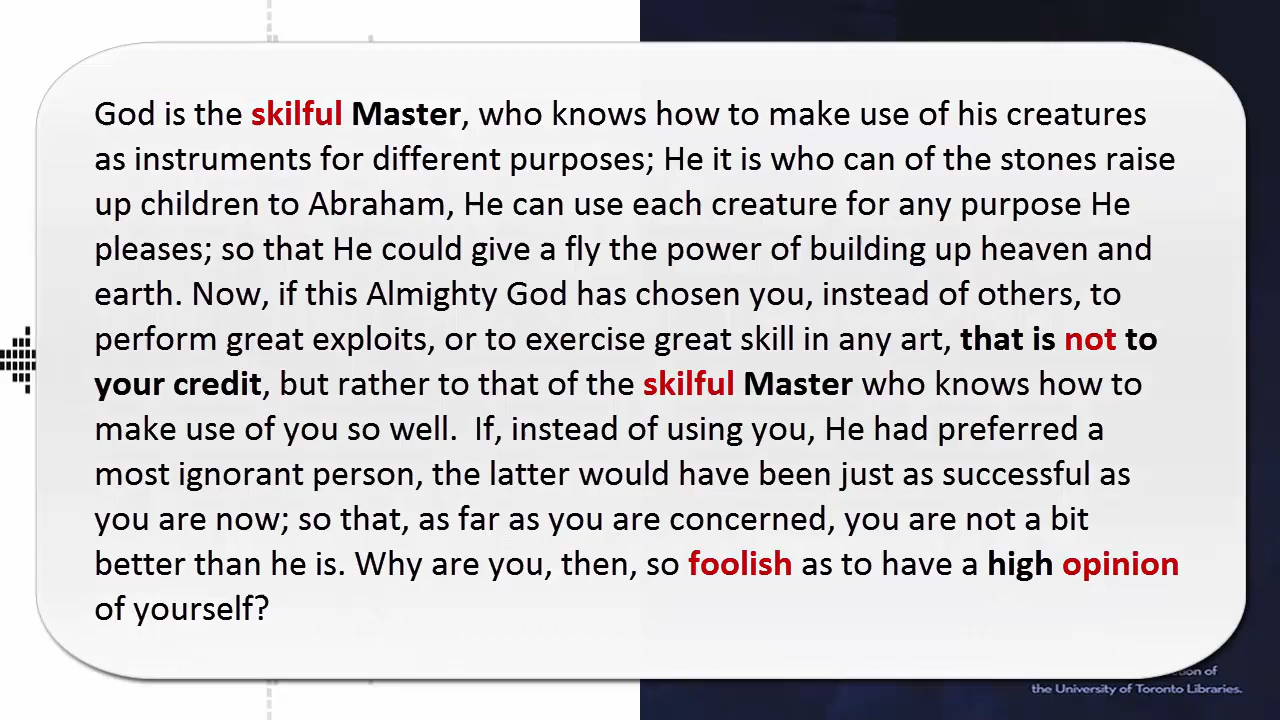 God is the skilful Master, who knows how to make use of his creatures
as instruments for different purposes; He it is who can of the stones raise
up children to Abraham, He can use each creature for any purpose He
pleases; so that He could give a fly the power of building up heaven and
earth. Now, if this Almighty God has chosen you, instead of others, to
perform great exploits, or to exercise great skill in any art, that is not to
your credit, but rather to that of the skilful Master who knows how to
make use of you so well.  If, instead of using you, He had preferred a
most ignorant person, the latter would have been just as successful as
you are now; so that, as far as you are concerned, you are not a bit
better than he is. Why are you, then, so foolish as to have a high opinion
of yourself?
of
the University of Toronto Libraries.